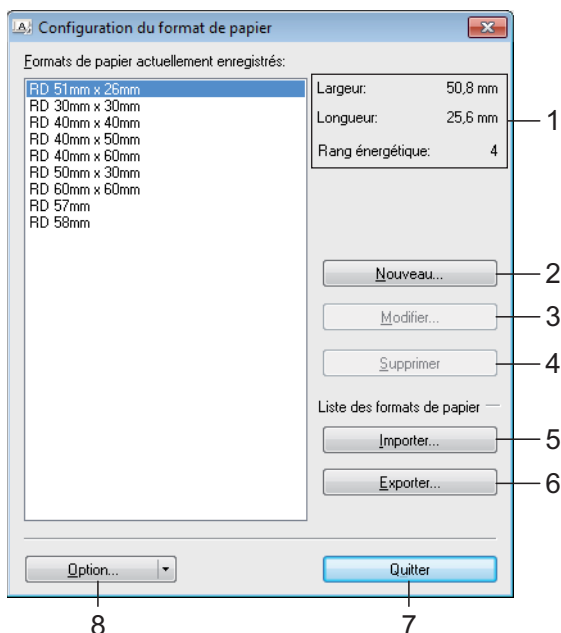 Configuration du format de papier
Formats de papier actuellement enregistrés:
RD 51mm x 26mm
RD 30mm x 30mm
RD 40mm x 40mm
RD 40mm x 50mm
RD 40mm x 60mm
RD 50mm x 30mm
RD 60mm x 60mm
RD 57mm
RD 58mm
Largeur: 50,8 mm
Longueur: 25,6 mm
Rang énergétique: 4
1
Nouveau... 2
Modifier... 3
Supprimer 4
Liste des formats de papier
Importer... 5
Exporter... 6
Option... Quitter
8 7